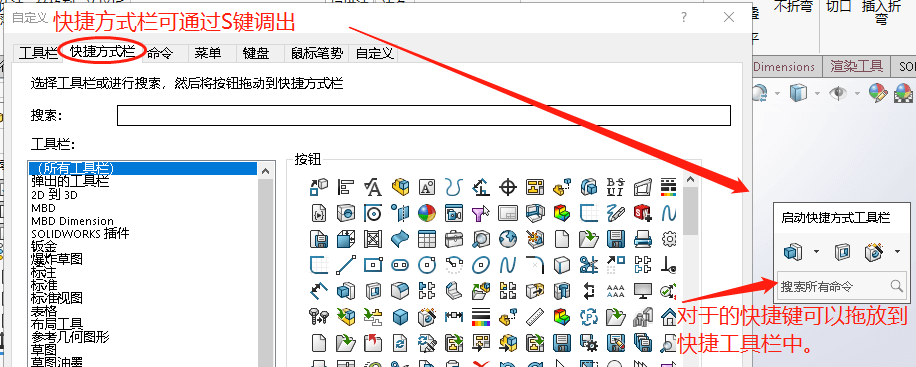 自定义
快捷方式栏可通过S键调出
?
不折弯
切口
插入折弯
平
工具栏
快捷方式栏
命令
菜单
键盘
鼠标笔势
自定义
Dimensions
渲染工具
SOL
选择工具栏或进行搜索，然后将按钮拖动到快捷方式栏
搜索：
工具栏：
按钮
（所有工具栏）
弹出的工具栏
2D 到 3D
MBD
MBD Dimension
SOLIDWORKS 插件
钣金
爆炸草图
标注
标准
标准视图
表格
布局工具
参考几何图形
草图
草图油墨
启动快捷方式工具栏
搜索所有命令
对于的快捷键可以拖放到
快捷工具栏中。